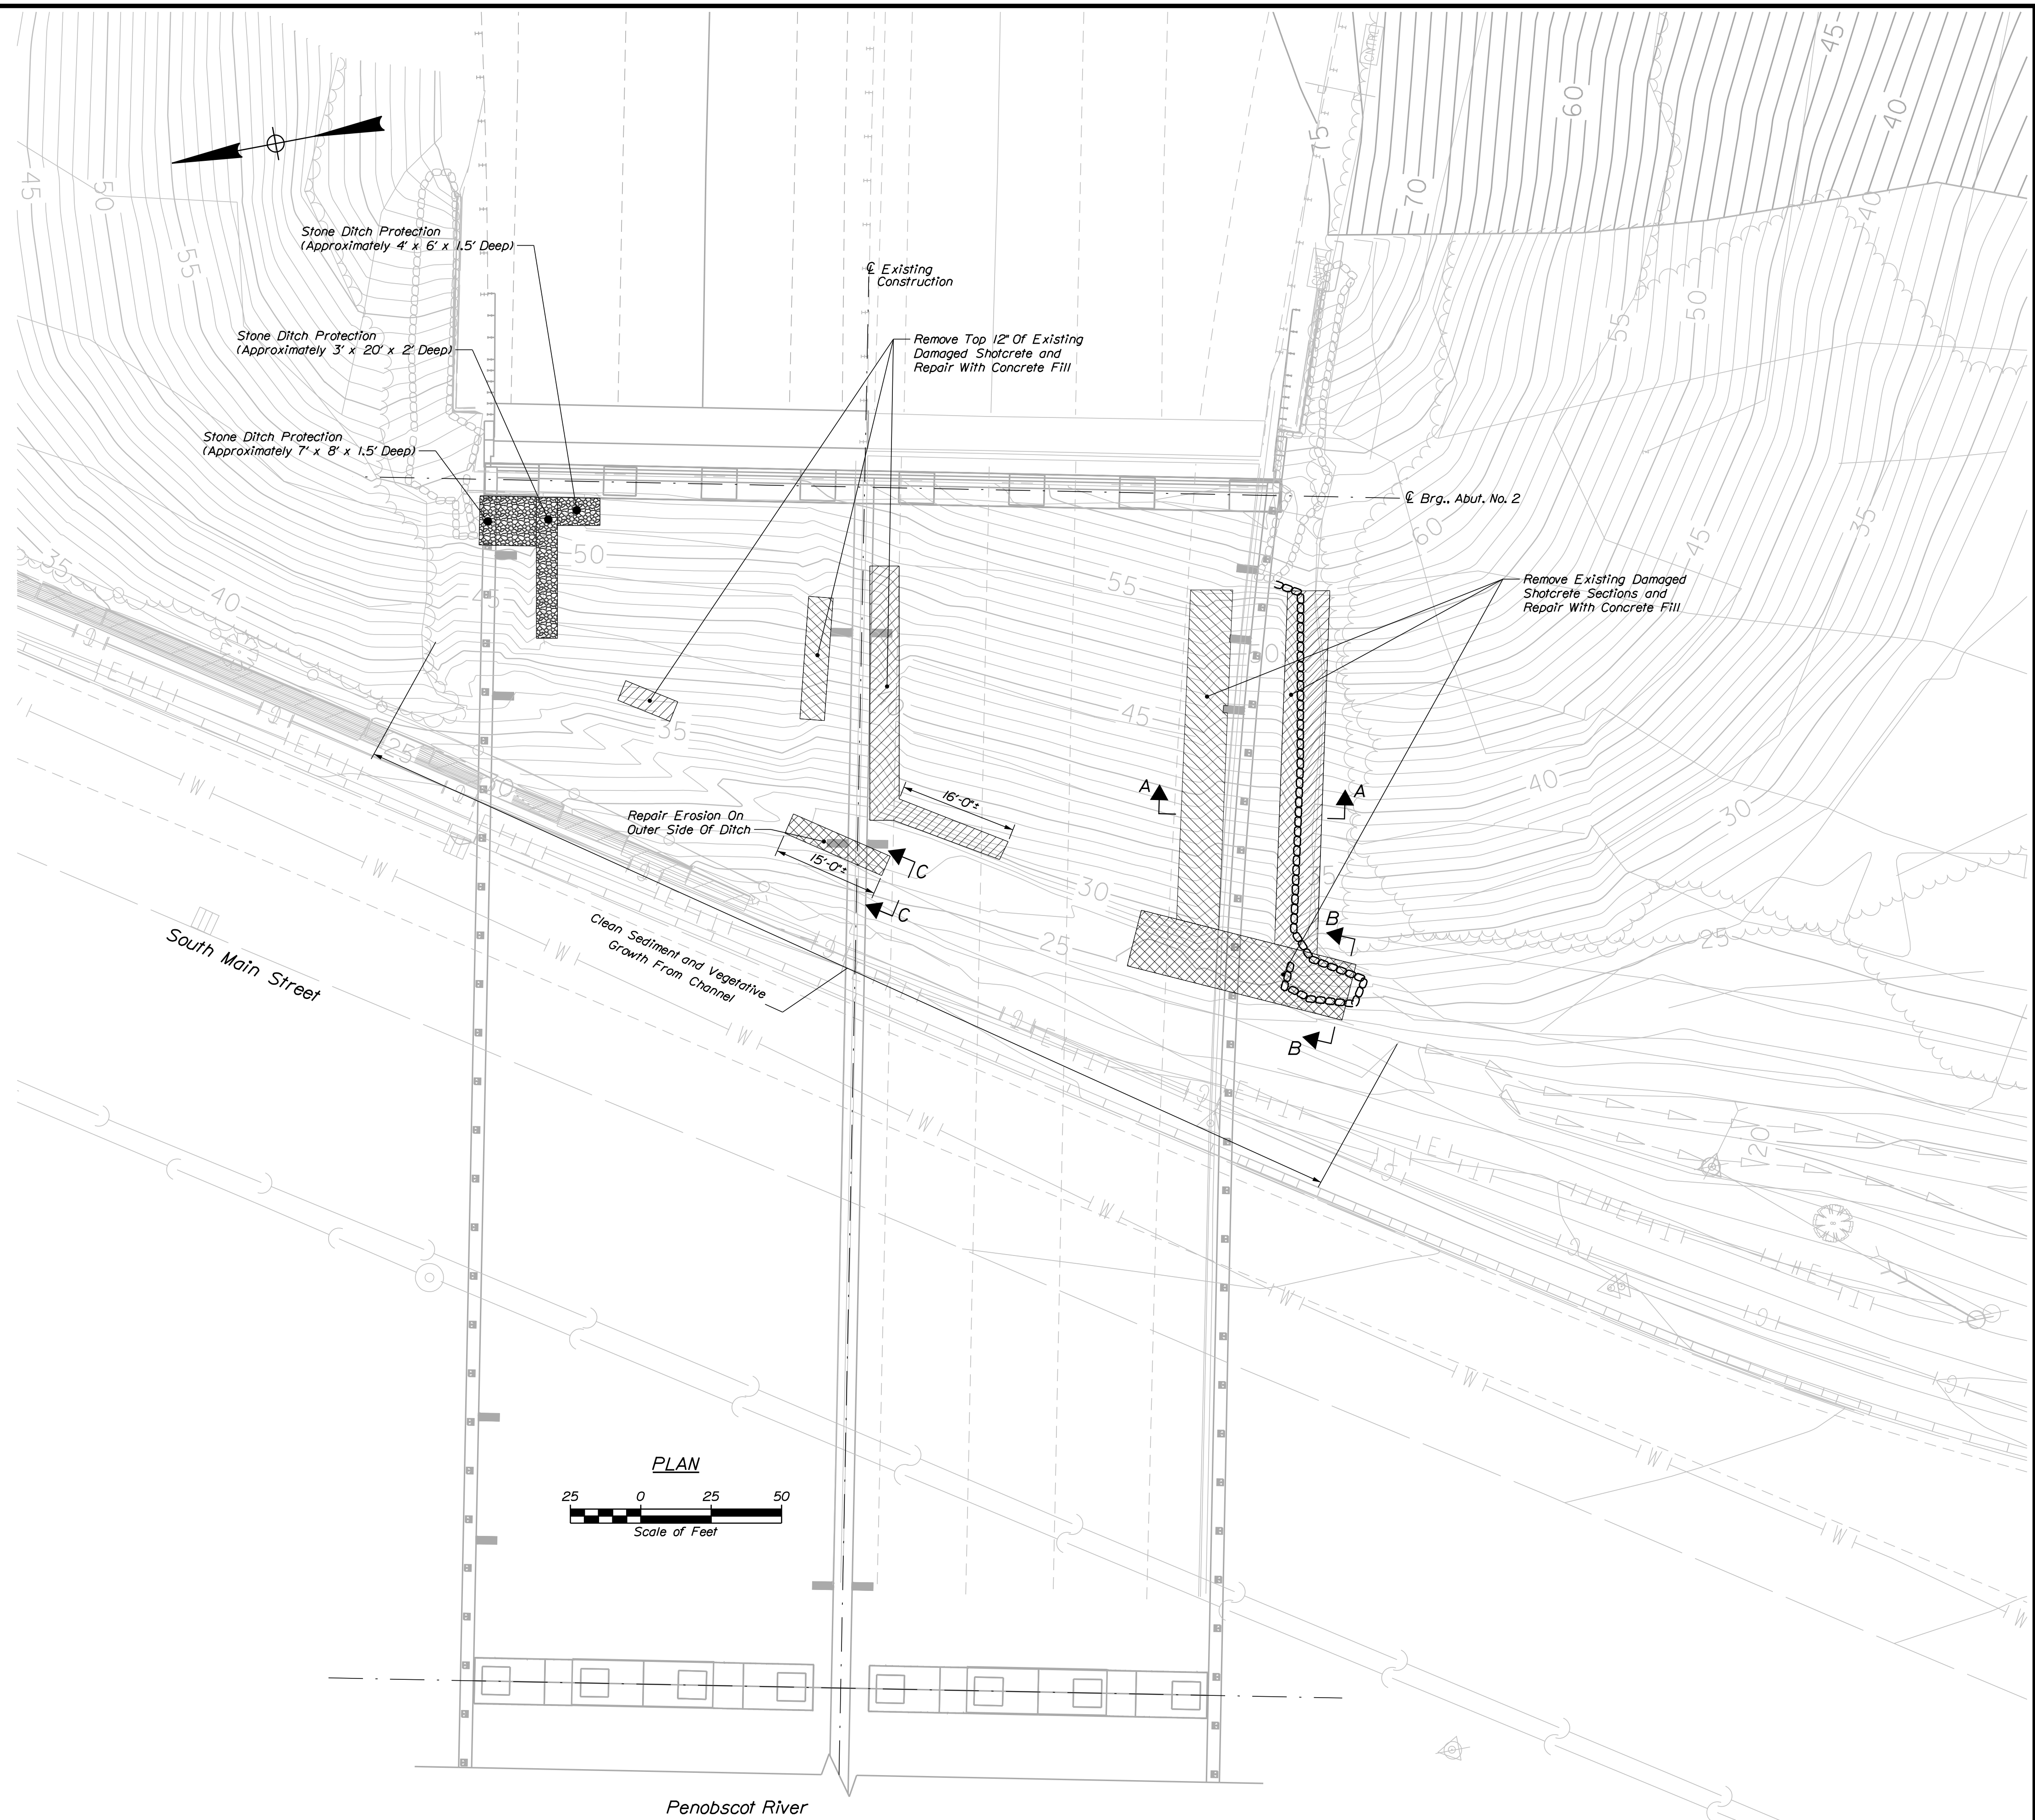 45
60
40
75
70
45
50
55
40
Stone Ditch Protection
(Approximately 4' x 6' x 1.5' Deep)
℄ Existing
Construction
Stone Ditch Protection
(Approximately 3' x 20' x 2' Deep)
Remove Top 12" Of Existing
Damaged Shotcrete and
Repair With Concrete Fill
50
55
Stone Ditch Protection
(Approximately 7' x 8' x 1.5' Deep)
℄ Brg., Abut. No. 2
60
45
35
35
50
55
40
45
Remove Existing Damaged
Shotcrete Sections and
Repair With Concrete Fill
45
35
40
30
25
A
A
16'-0"±
Repair Erosion On
Outer Side Of Ditch
15'-0"±
C
C
30
25
B
B
25
Clean Sediment and Vegetative
Growth From Channel
South Main Street
W
W
W
W
W
W
W
W
W
W
W
20
PLAN
25 0 25 50
Scale of Feet
Penobscot River